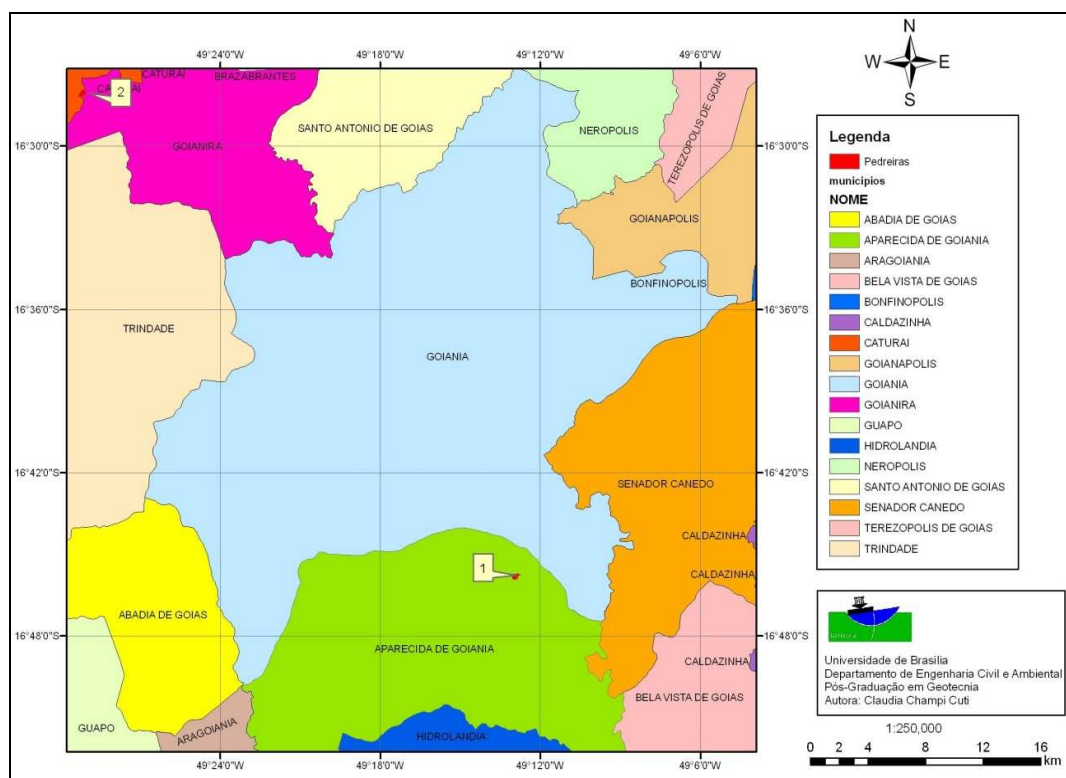 49°24'0"W
49°18'0"W
49°12'0"W
49°6'0"W
N
W
E
S
CATURAI
BRAZABRANTES
2
SANTO ANTONIO DE GOIAS
NEROPOLIS
TEREZOPOLIS DE GOIAS
16°30'0"S
16°30'0"S
GOIANIRA
GOIANAPOLIS
BONFINOPOLIS
16°36'0"S
16°36'0"S
TRINDADE
GOIANIA
16°42'0"S
16°42'0"S
SENADOR CANEDO
CALDAZINHA
1
CALDAZINHA
ABADIA DE GOIAS
16°48'0"S
16°48'0"S
APARECIDA DE GOIANIA
CALDAZINHA
BELA VISTA DE GOIAS
GUAPO
ARAGOIANIA
HIDROLANDIA
49°24'0"W
49°18'0"W
49°12'0"W
49°6'0"W
Legenda
Pedreiras
municipios
NOME
ABADIA DE GOIAS
APARECIDA DE GOIANIA
ARAGOIANIA
BELA VISTA DE GOIAS
BONFINOPOLIS
CALDAZINHA
CATURAI
GOIANAPOLIS
GOIANIA
GOIANIRA
GUAPO
HIDROLANDIA
NEROPOLIS
SANTO ANTONIO DE GOIAS
SENADOR CANEDO
TEREZOPOLIS DE GOIAS
TRINDADE
Universidade de Brasilia
Departamento de Engenharia Civil e Ambiental
Pós-Graduação em Geotecnia
Autora: Claudia Champi Cuti
1:250,000
0 2 4 8 12 16
km